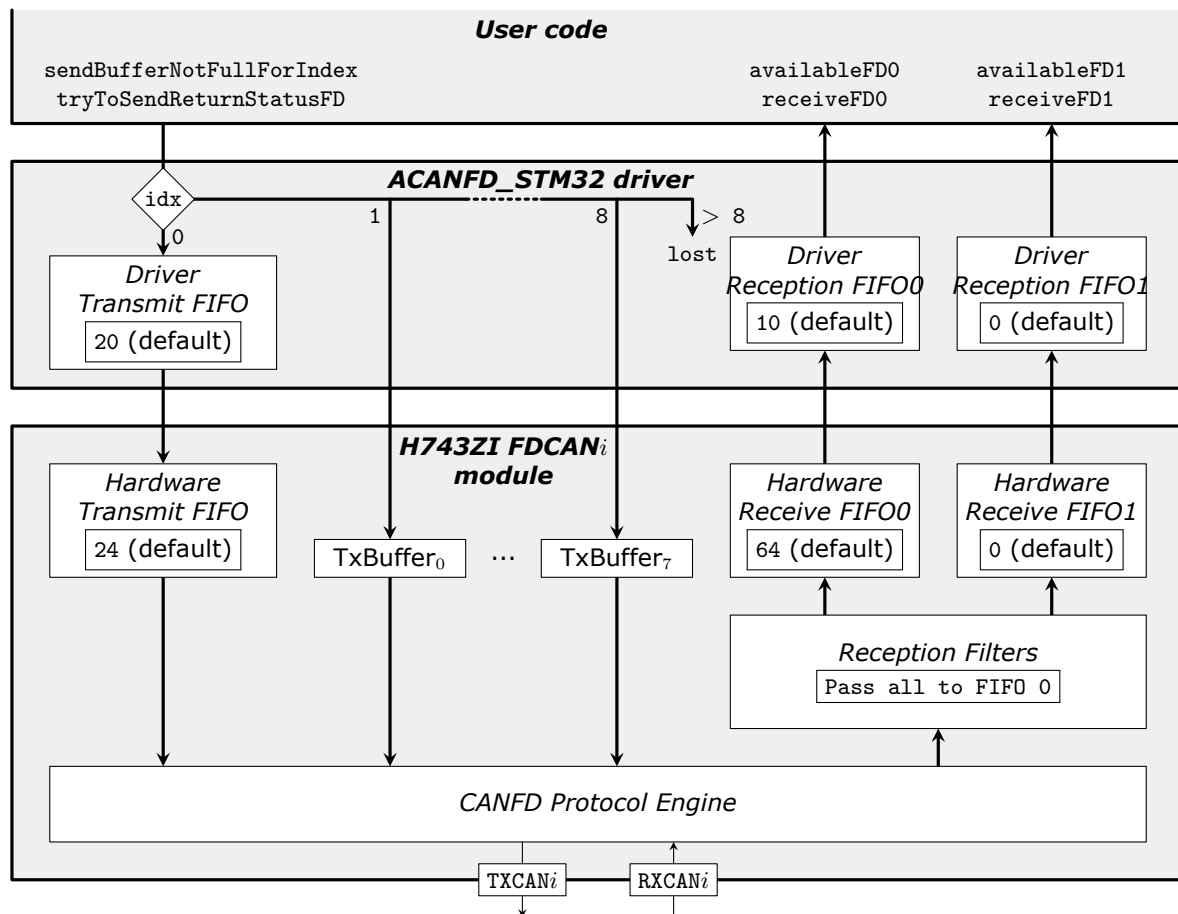 User code
sendBufferNotFullForIndex
tryToSendReturnStatusFD
availableFD0
receiveFD0
availableFD1
receiveFD1
ACANFD_STM32 driver
idx
0
1
8
> 8
lost
Driver
Transmit FIFO
20 (default)
Driver
Reception FIFO0
10 (default)
Driver
Reception FIFO1
0 (default)
H743ZI FDCANi
module
Hardware
Transmit FIFO
24 (default)
TxBuffer₀
...
TxBuffer₇
Hardware
Receive FIFO0
64 (default)
Hardware
Receive FIFO1
0 (default)
Reception Filters
Pass all to FIFO 0
CANFD Protocol Engine
TXCANi
RXCANi